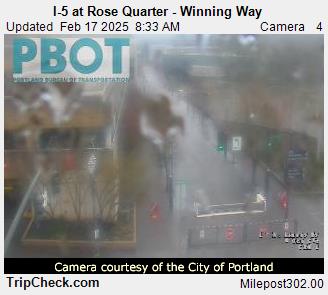 I-5 at Rose Quarter - Winning Way
Updated Feb 17 2025 8:33 AM Camera 4
PBOT
PORTLAND BUREAU OF TRANSPORTATION
Camera courtesy of the City of Portland
TripCheck.com Milepost302.00